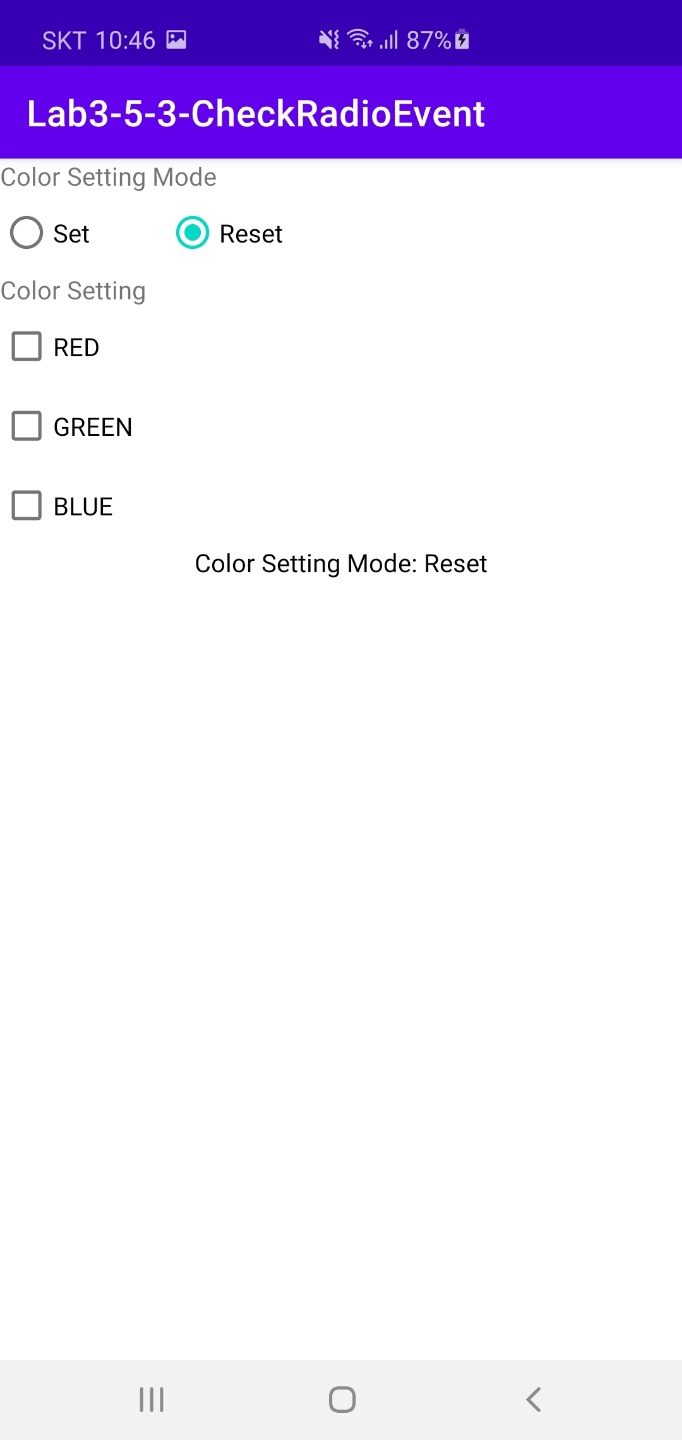 SKT 10:46 87%
Lab3-5-3-CheckRadioEvent
Color Setting Mode
Set Reset
Color Setting
RED
GREEN
BLUE
Color Setting Mode: Reset